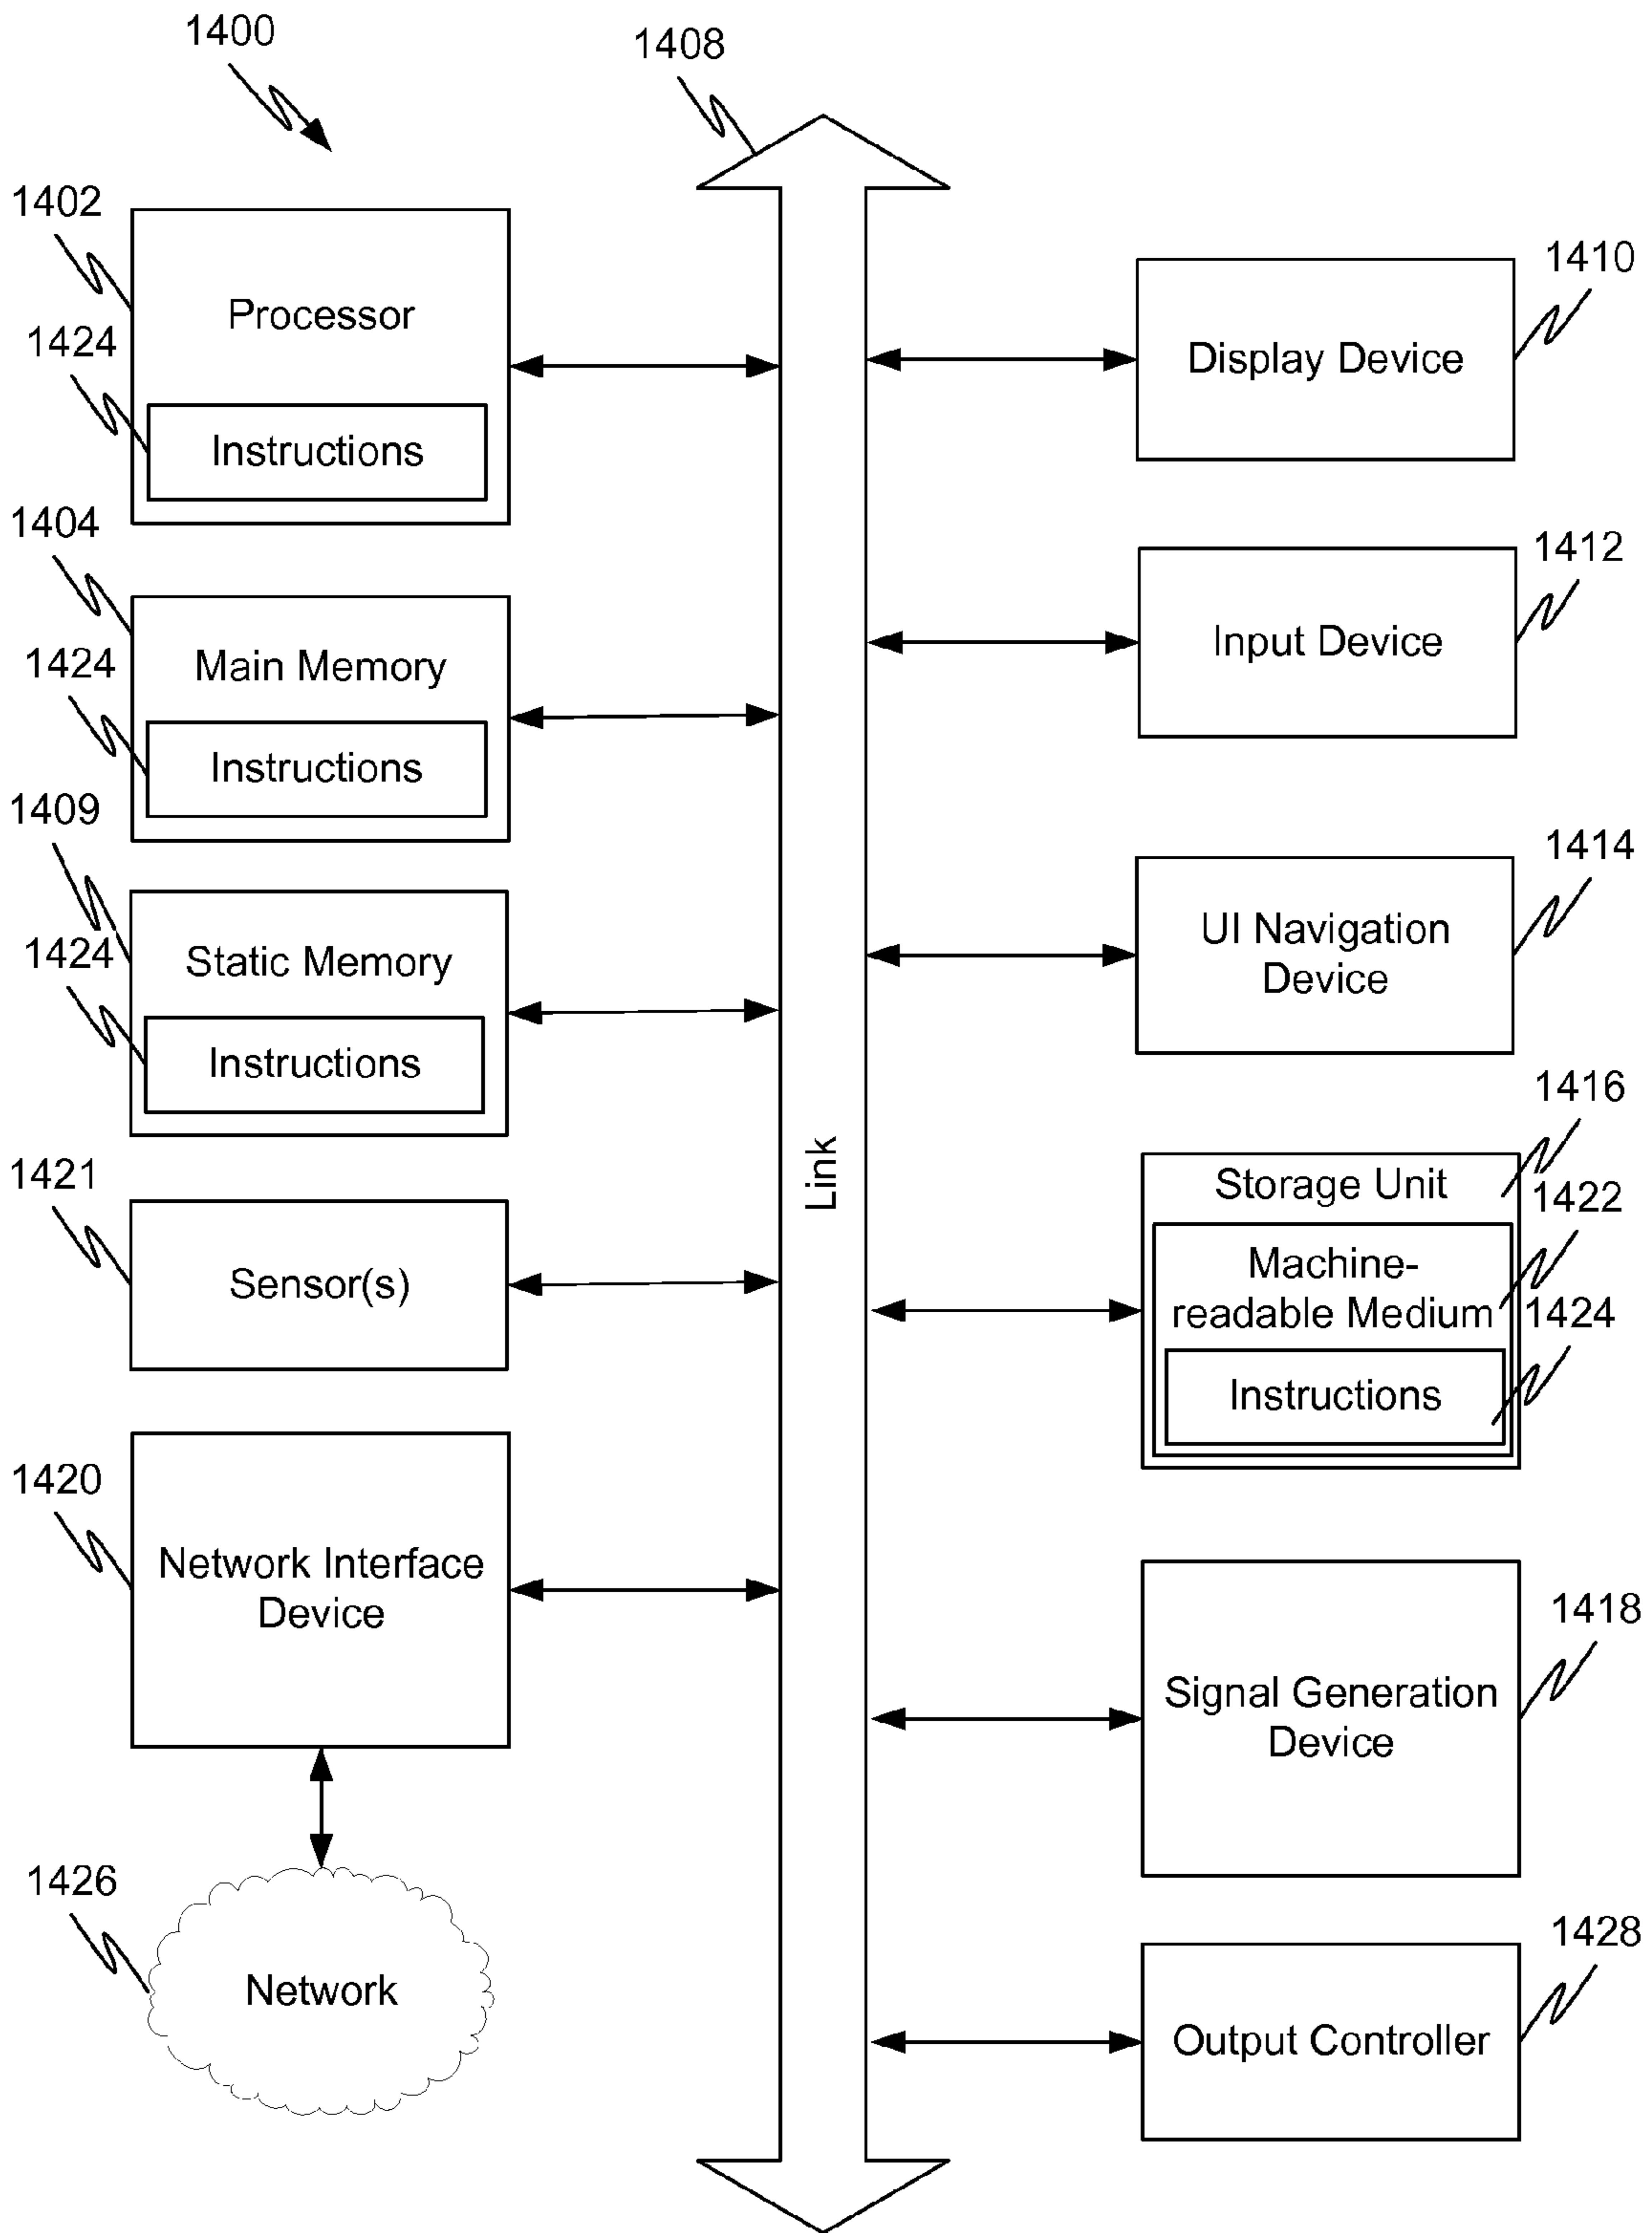 1400
1408
1402
Processor
1424
Instructions
1404
Main Memory
1424
Instructions
1409
Static Memory
1424
Instructions
1421
Sensor(s)
1420
Network Interface
Device
1426
Network
Link
1410
Display Device
1412
Input Device
1414
UI Navigation
Device
1416
Storage Unit
1422
Machine-
readable Medium
1424
Instructions
1418
Signal Generation
Device
1428
Output Controller